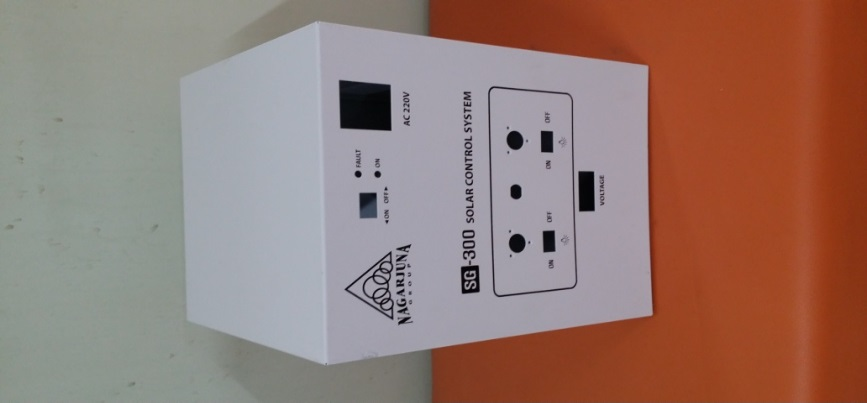 NAGARJUNA
GROUP
◄ON OFF►
FAULT
ON
AC 220V
SG-300 SOLAR CONTROL SYSTEM
ON OFF
ON OFF
VOLTAGE